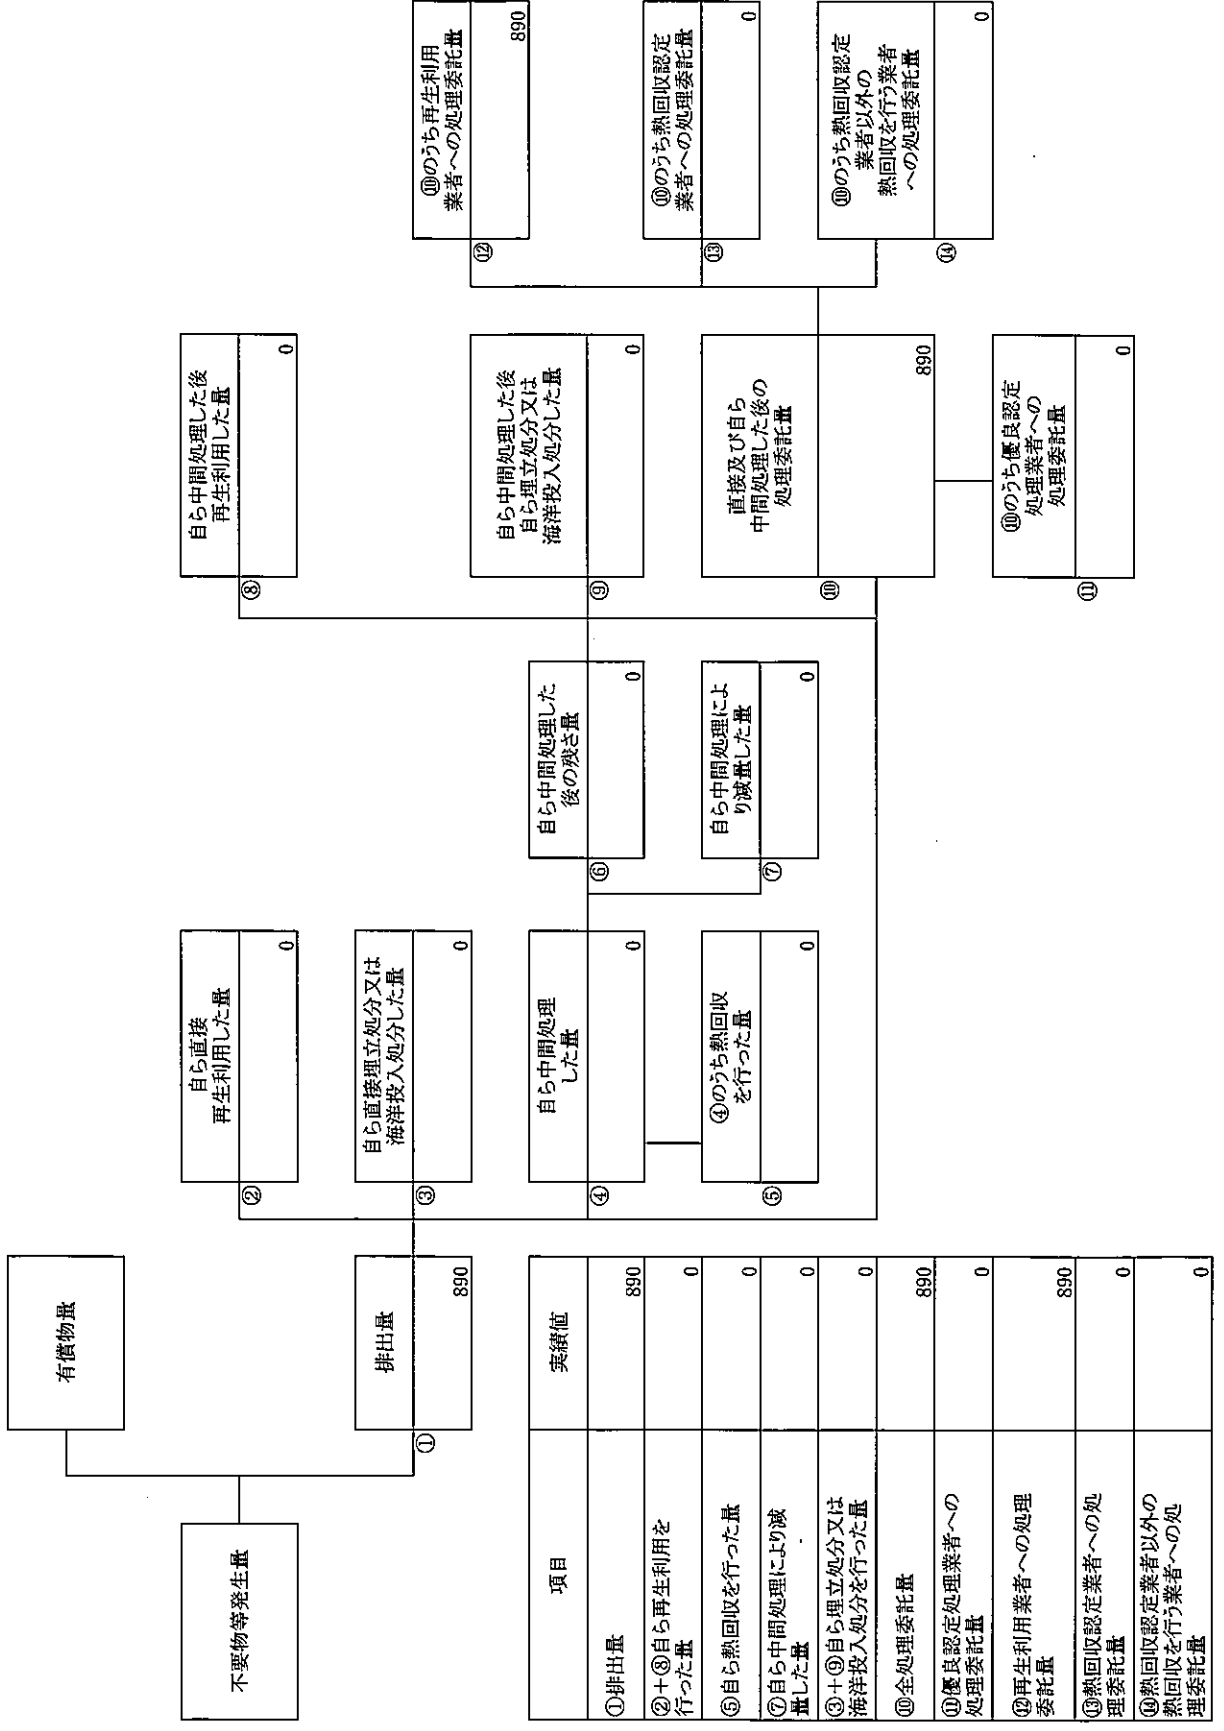 有償物量
不要物等発生量
排出量
①
890
自ら直接
再生利用した量
②
0
自ら直接埋立処分又は
海洋投入処分した量
③
0
自ら中間処理
した量
④
0
④のうち熱回収
を行った量
⑤
0
自ら中間処理した
後の残さ量
⑥
0
自ら中間処理によ
り減量した量
⑦
0
自ら中間処理した後
再生利用した量
⑧
0
自ら中間処理した後
自ら埋立処分又は
海洋投入処分した量
⑨
0
直接及び自ら
中間処理した後の
処理委託量
⑩
890
⑩のうち優良認定
処理業者への
処理委託量
⑪
0
⑩のうち再生利用
業者への処理委託量
⑫
890
⑩のうち熱回収認定
業者への処理委託量
⑬
0
⑩のうち熱回収認定
業者以外の
熱回収を行う業者
への処理委託量
⑭
0
項目
実績値
①排出量
890
②+⑧自ら再生利用を
行った量
0
⑤自ら熱回収を行った量
0
⑦自ら中間処理により減
量した量
0
③+⑨自ら埋立処分又は
海洋投入処分を行った量
0
⑩全処理委託量
890
⑪優良認定処理業者への
処理委託量
0
⑫再生利用業者への処理
委託量
890
⑬熱回収認定業者への処
理委託量
0
⑭熱回収認定業者以外の
熱回収を行う業者への処
理委託量
0